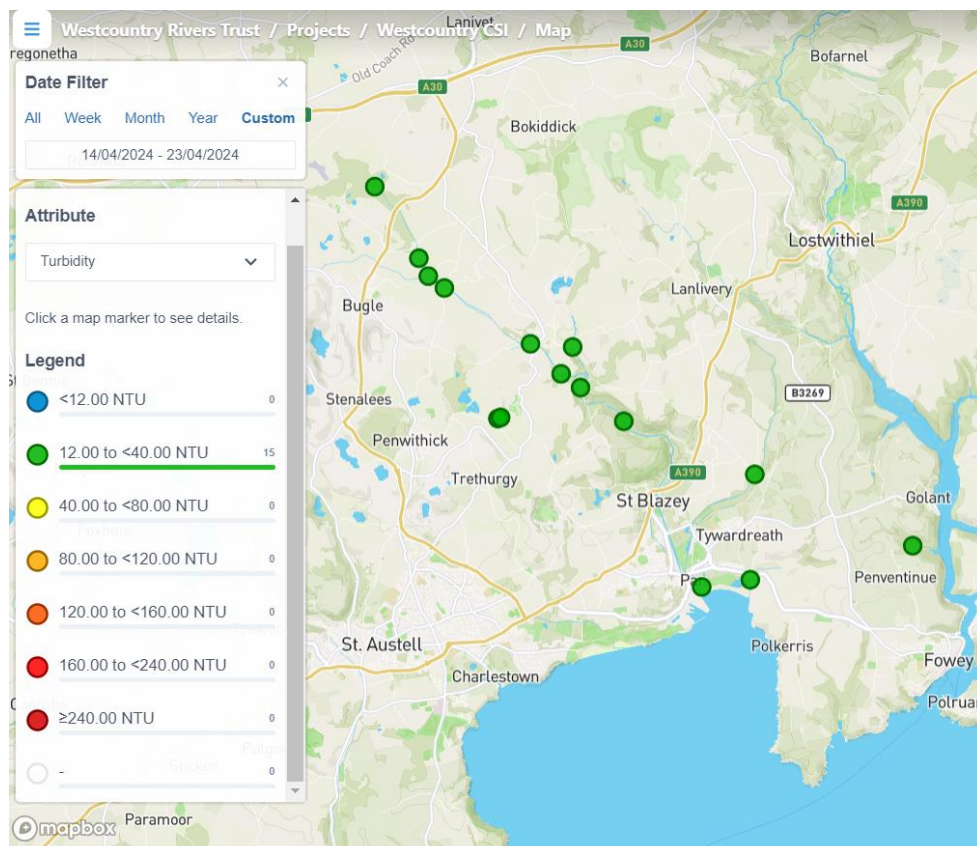 Westcountry Rivers Trust / Projects / Westcountry CSI / Map
Lanivet
Old Coach Ro
A30
regonetha
Bofarnel
Date Filter
×
A30
All Week Month Year Custom
Bokiddick
14/04/2024 - 23/04/2024
Attribute
A390
Turbidity
Lostwithiel
Lanlivery
Click a map marker to see details.
Bugle
Legend
<12.00 NTU 0
B3269
Stenalees
12.00 to <40.00 NTU 15
Penwithick
Trethurgy
A390
40.00 to <80.00 NTU 0
St Blazey
Golant
Foxhole
Tywardreath
80.00 to <120.00 NTU 0
Penventinue
Pa
120.00 to <160.00 NTU 0
St. Austell
Polkerris
160.00 to <240.00 NTU 0
Charlestown
Fowey
Polrua
≥240.00 NTU 0
Sticker
- 0
Paramoor
mapbox